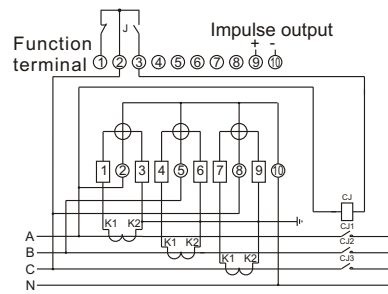 J
Impulse output
+ -
Function
terminal
① ② ③ ④ ⑤ ⑥ ⑦ ⑧ ⑨ ⑩
1 ② 3 4 ⑤ 6 7 ⑧ 9 ⑩
CJ
K1 K2
A
CJ1
K1 K2
B
CJ2
K1 K2
C
CJ3
N